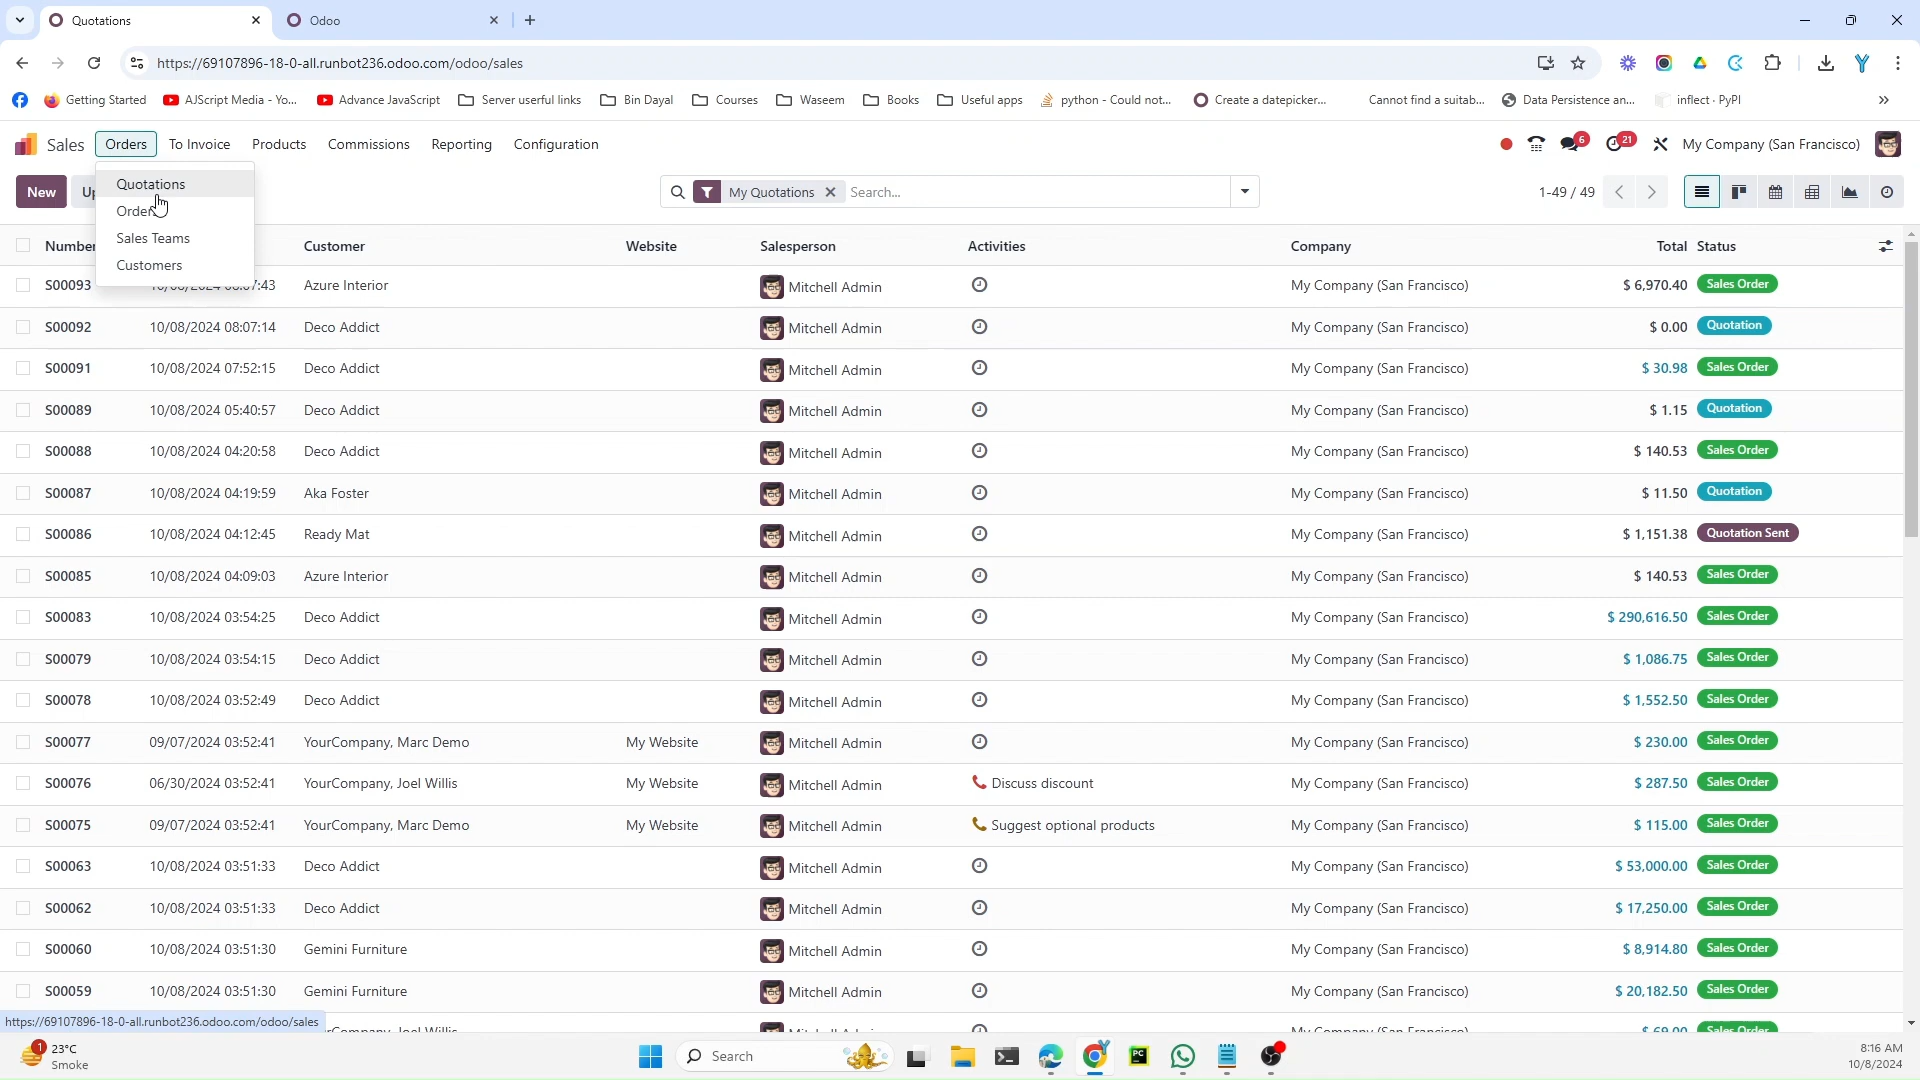 Quotations
Odoo
https://69107896-18-0-all.runbot236.odoo.com/odoo/sales
Getting Started
AJScript Media - Yo...
Advance JavaScript
Server userful links
Bin Dayal
Courses
Waseem
Books
Useful apps
python - Could not...
Create a datepicker...
Cannot find a suitab...
Data Persistence an...
inflect · PyPI
Sales Orders To Invoice Products Commissions Reporting Configuration
6 21 My Company (San Francisco)
New
My Quotations
Search...
1-49 / 49
Quotations
Orders
Sales Teams
Customers
Number Customer Website Salesperson Activities Company Total Status
S00093 Azure Interior Mitchell Admin My Company (San Francisco) $ 6,970.40 Sales Order
S00092 10/08/2024 08:07:14 Deco Addict Mitchell Admin My Company (San Francisco) $ 0.00 Quotation
S00091 10/08/2024 07:52:15 Deco Addict Mitchell Admin My Company (San Francisco) $ 30.98 Sales Order
S00089 10/08/2024 05:40:57 Deco Addict Mitchell Admin My Company (San Francisco) $ 1.15 Quotation
S00088 10/08/2024 04:20:58 Deco Addict Mitchell Admin My Company (San Francisco) $ 140.53 Sales Order
S00087 10/08/2024 04:19:59 Aka Foster Mitchell Admin My Company (San Francisco) $ 11.50 Quotation
S00086 10/08/2024 04:12:45 Ready Mat Mitchell Admin My Company (San Francisco) $ 1,151.38 Quotation Sent
S00085 10/08/2024 04:09:03 Azure Interior Mitchell Admin My Company (San Francisco) $ 140.53 Sales Order
S00083 10/08/2024 03:54:25 Deco Addict Mitchell Admin My Company (San Francisco) $ 290,616.50 Sales Order
S00079 10/08/2024 03:54:15 Deco Addict Mitchell Admin My Company (San Francisco) $ 1,086.75 Sales Order
S00078 10/08/2024 03:52:49 Deco Addict Mitchell Admin My Company (San Francisco) $ 1,552.50 Sales Order
S00077 09/07/2024 03:52:41 YourCompany, Marc Demo My Website Mitchell Admin My Company (San Francisco) $ 230.00 Sales Order
S00076 06/30/2024 03:52:41 YourCompany, Joel Willis My Website Mitchell Admin Discuss discount My Company (San Francisco) $ 287.50 Sales Order
S00075 09/07/2024 03:52:41 YourCompany, Marc Demo My Website Mitchell Admin Suggest optional products My Company (San Francisco) $ 115.00 Sales Order
S00063 10/08/2024 03:51:33 Deco Addict Mitchell Admin My Company (San Francisco) $ 53,000.00 Sales Order
S00062 10/08/2024 03:51:33 Deco Addict Mitchell Admin My Company (San Francisco) $ 17,250.00 Sales Order
S00060 10/08/2024 03:51:30 Gemini Furniture Mitchell Admin My Company (San Francisco) $ 8,914.80 Sales Order
S00059 10/08/2024 03:51:30 Gemini Furniture Mitchell Admin My Company (San Francisco) $ 20,182.50 Sales Order
https://69107896-18-0-all.runbot236.odoo.com/odoo/sales
1
23°C
Smoke
Search
8:16 AM
10/8/2024